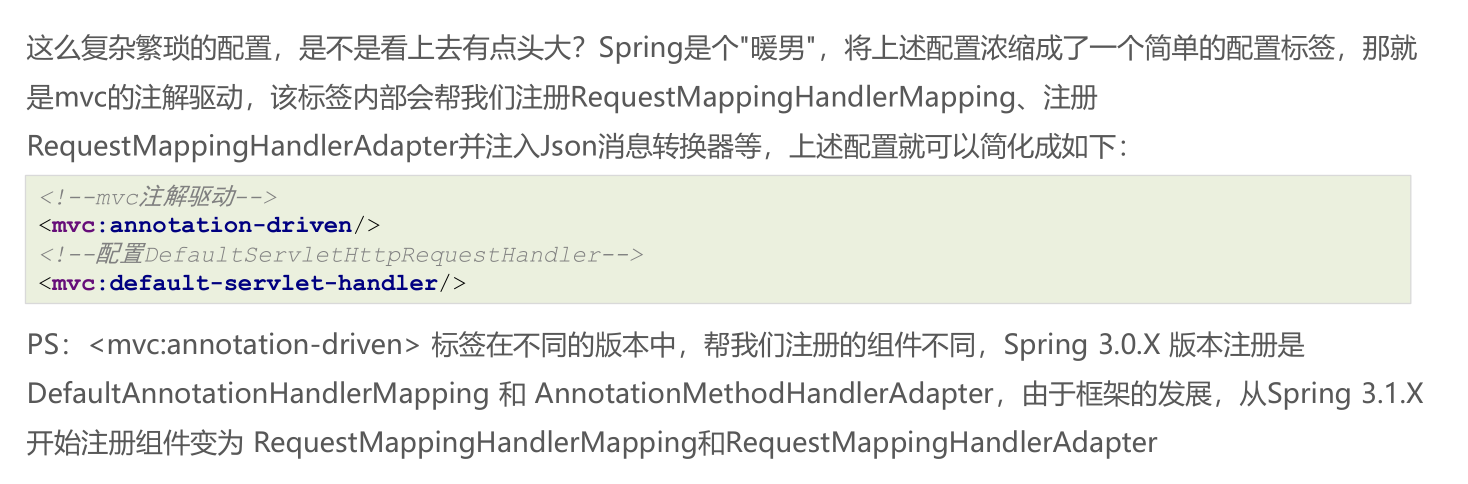 这么复杂繁琐的配置，是不是看上去有点头大？Spring是个"暖男"，将上述配置浓缩成了一个简单的配置标签，那就
是mvc的注解驱动，该标签内部会帮我们注册RequestMappingHandlerMapping、注册
RequestMappingHandlerAdapter并注入Json消息转换器等，上述配置就可以简化成如下：
<!--mvc注解驱动-->
<mvc:annotation-driven/>
<!--配置DefaultServletHttpRequestHandler-->
<mvc:default-servlet-handler/>
PS：<mvc:annotation-driven> 标签在不同的版本中，帮我们注册的组件不同，Spring 3.0.X 版本注册是
DefaultAnnotationHandlerMapping 和 AnnotationMethodHandlerAdapter，由于框架的发展，从Spring 3.1.X
开始注册组件变为 RequestMappingHandlerMapping和RequestMappingHandlerAdapter